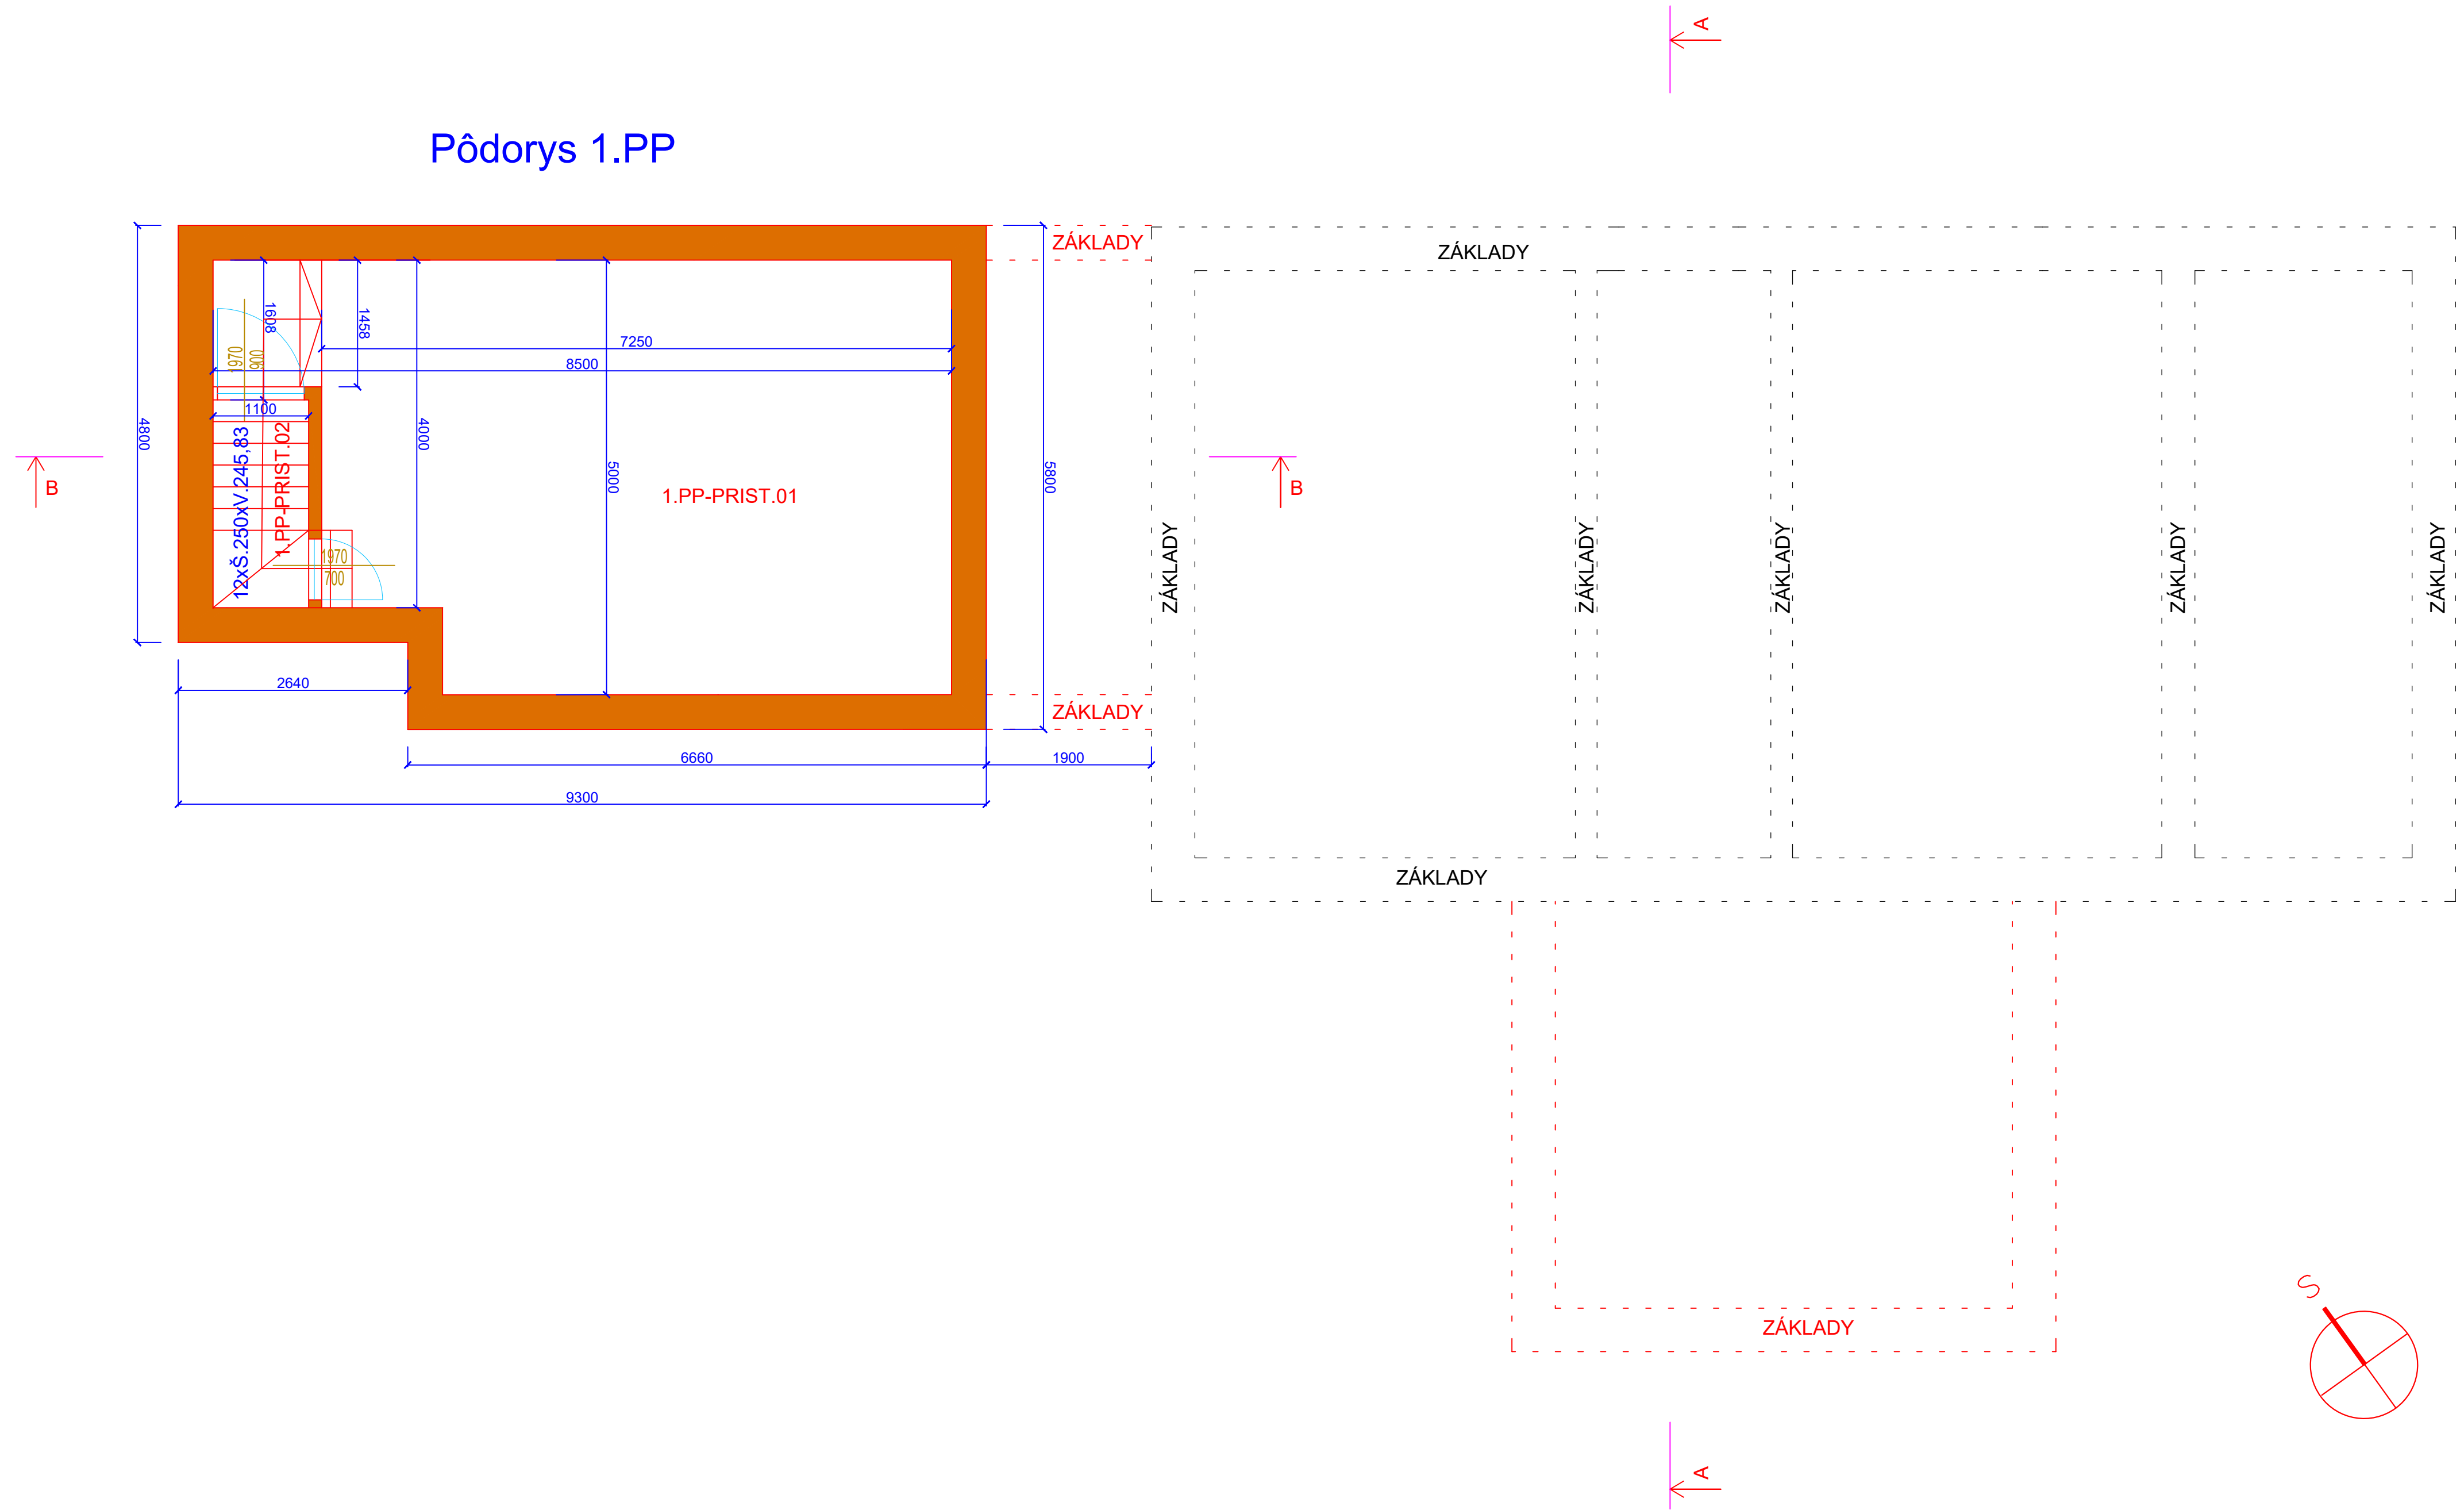 A
Pôdorys 1.PP
ZÁKLADY
ZÁKLADY
1608
1458
7250
1970
900
8500
1100
4800
4000
12xŠ.250xV.245,83
1.PP-PRIST.02
5000
5800
1.PP-PRIST.01
B
B
1970
700
ZÁKLADY
ZÁKLADY
ZÁKLADY
ZÁKLADY
ZÁKLADY
2640
ZÁKLADY
6660
1900
9300
ZÁKLADY
S
ZÁKLADY
A